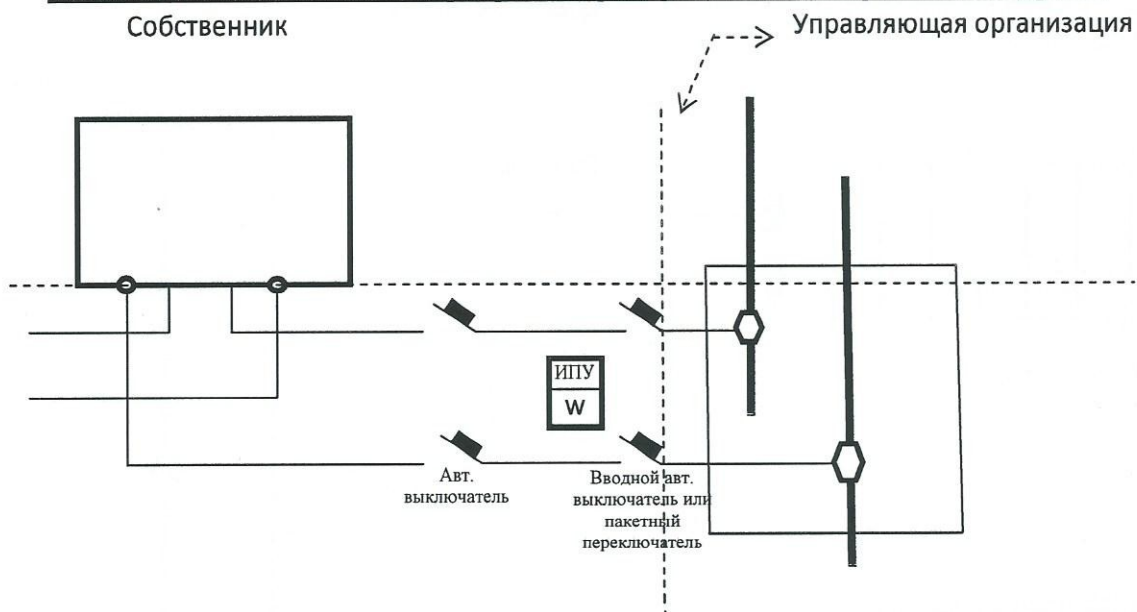 Собственник
Управляющая организация
ИПУ
W
Авт.
выключатель
Вводной авт.
выключатель или
пакетный
переключатель